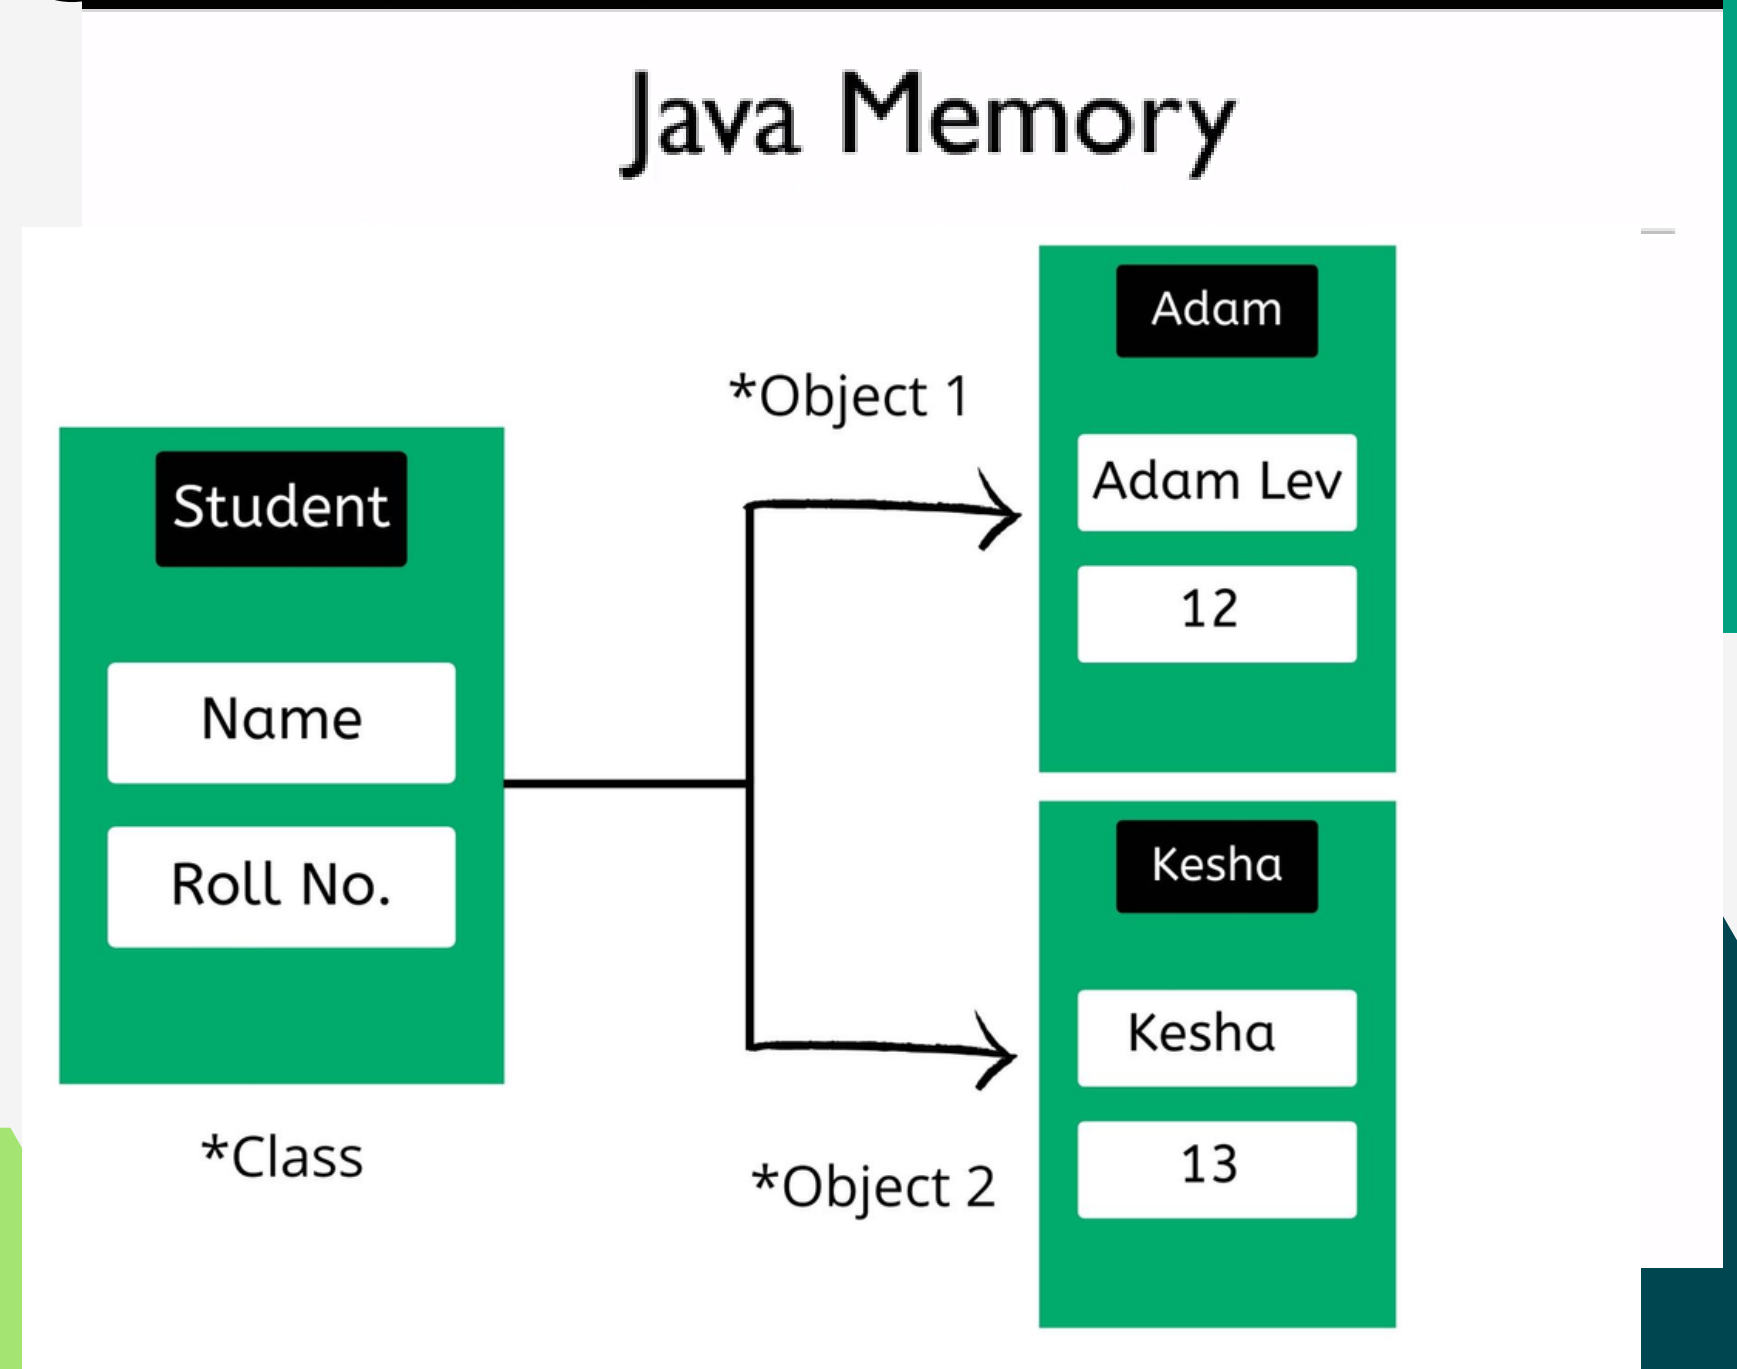 Java Memory
Student
Name
Roll No.
*Class
*Object 1
Adam
Adam Lev
12
*Object 2
Kesha
Kesha
13